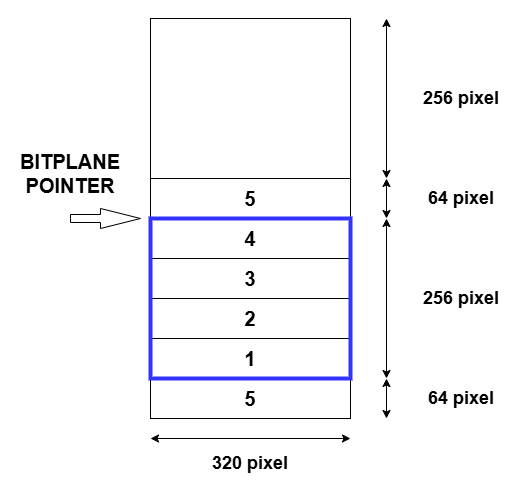 256 pixel
BITPLANE
POINTER
5
64 pixel
4
3
256 pixel
2
1
5
64 pixel
320 pixel